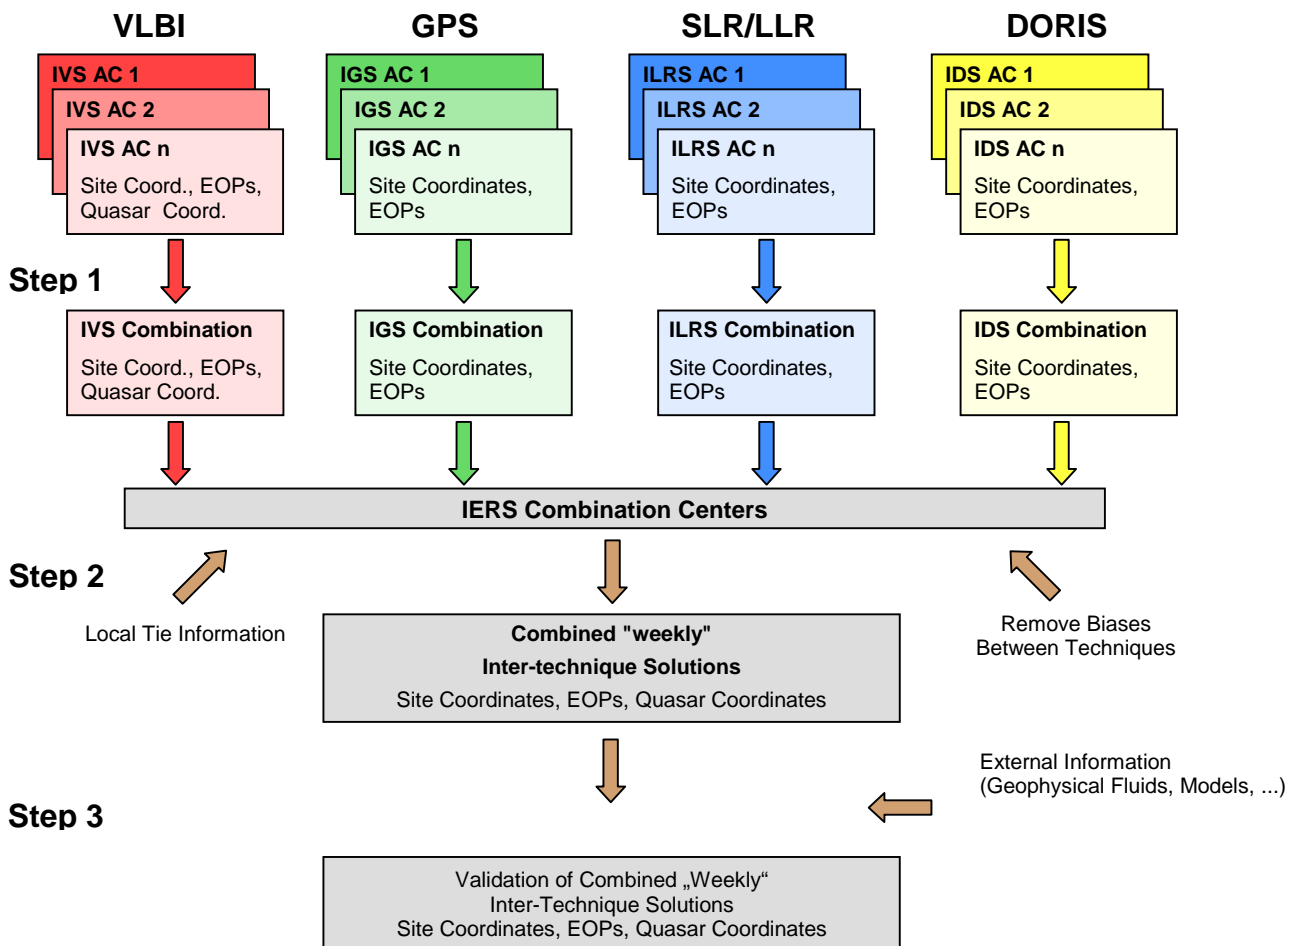 VLBI
GPS
SLR/LLR
DORIS
IVS AC 1
IVS AC 2
IVS AC n
Site Coord., EOPs,
Quasar Coord.
IGS AC 1
IGS AC 2
IGS AC n
Site Coordinates,
EOPs
ILRS AC 1
ILRS AC 2
ILRS AC n
Site Coordinates,
EOPs
IDS AC 1
IDS AC 2
IDS AC n
Site Coordinates,
EOPs
Step 1
IVS Combination
Site Coord., EOPs,
Quasar Coord.
IGS Combination
Site Coordinates,
EOPs
ILRS Combination
Site Coordinates,
EOPs
IDS Combination
Site Coordinates,
EOPs
IERS Combination Centers
Step 2
Local Tie Information
Remove Biases
Between Techniques
Combined "weekly"
Inter-technique Solutions
Site Coordinates, EOPs, Quasar Coordinates
External Information
(Geophysical Fluids, Models, ...)
Step 3
Validation of Combined „Weekly“
Inter-Technique Solutions
Site Coordinates, EOPs, Quasar Coordinates